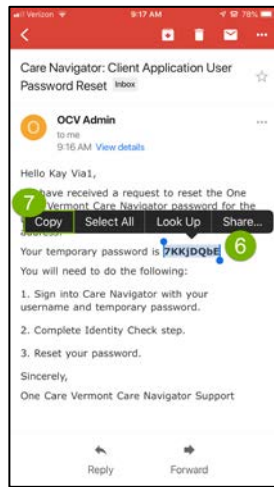 Verizon 9:17 AM 78%
Care Navigator: Client Application User
Password Reset Inbox
O
OCV Admin
to me
9:16 AM View details
Hello Kay Via1,
have received a request to reset the One
Vermont Care Navigator password for the
7
Copy Select All Look Up Share...
Your temporary password is 7KKjDQbE
6
You will need to do the following:
1. Sign into Care Navigator with your
username and temporary password.
2. Complete Identity Check step.
3. Reset your password.
Sincerely,
One Care Vermont Care Navigator Support
Reply Forward